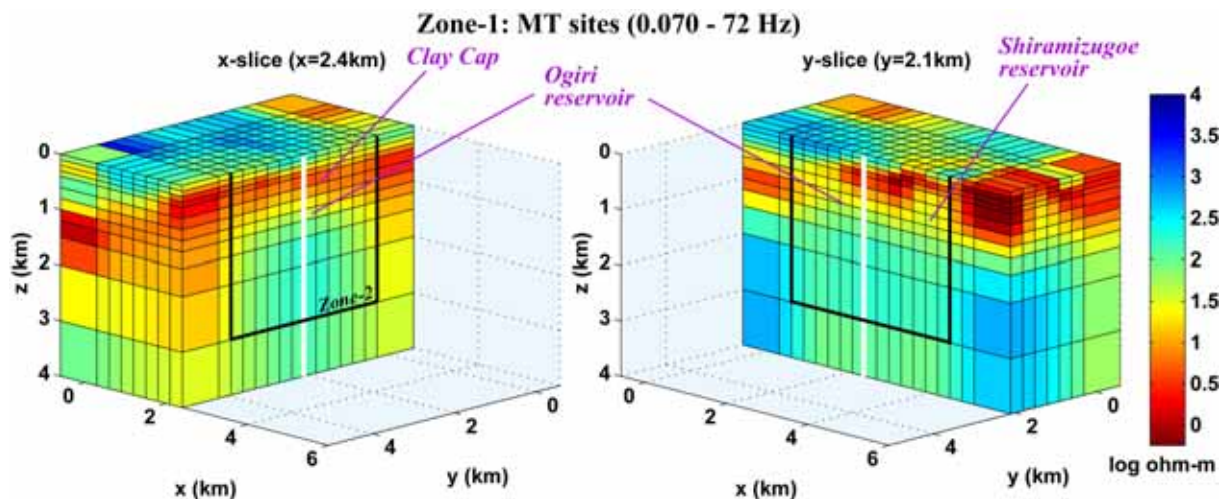 Zone-1: MT sites (0.070 - 72 Hz)
x-slice (x=2.4km)
Clay Cap
Ogiri
reservoir
y-slice (y=2.1km)
Shiramizugoe
reservoir
0
1
2
3
4
z (km)
Zone-2
0
2
4
6
x (km)
4
2
0
y (km)
0
1
2
3
4
z (km)
0
2
4
6
x (km)
4
2
0
y (km)
4
3.5
3
2.5
2
1.5
1
0.5
0
log ohm-m